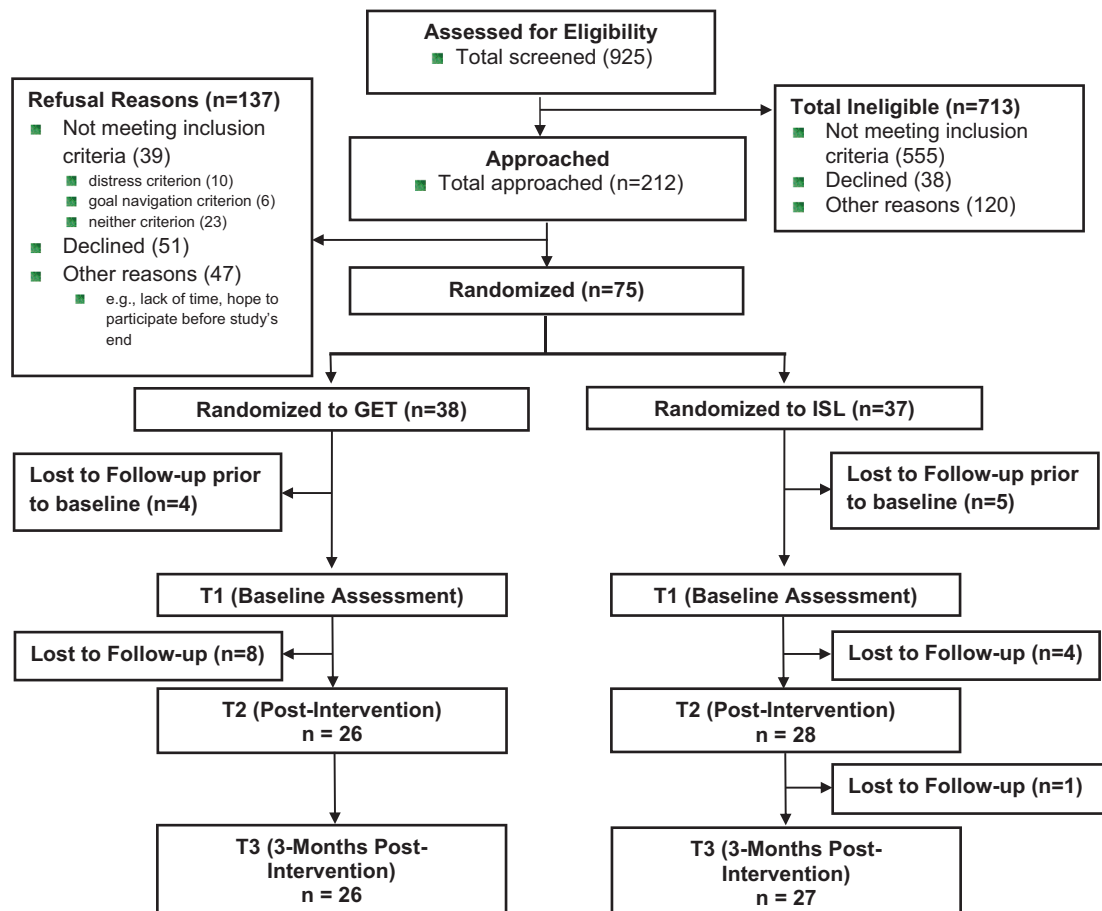 Assessed for Eligibility
Total screened (925)
Refusal Reasons (n=137)
Not meeting inclusion
criteria (39)
distress criterion (10)
goal navigation criterion (6)
neither criterion (23)
Declined (51)
Other reasons (47)
e.g., lack of time, hope to
participate before study's
end
Total Ineligible (n=713)
Not meeting inclusion
criteria (555)
Declined (38)
Other reasons (120)
Approached
Total approached (n=212)
Randomized (n=75)
Randomized to GET (n=38)
Randomized to ISL (n=37)
Lost to Follow-up prior
to baseline (n=4)
Lost to Follow-up prior
to baseline (n=5)
T1 (Baseline Assessment)
T1 (Baseline Assessment)
Lost to Follow-up (n=8)
Lost to Follow-up (n=4)
T2 (Post-Intervention)
n = 26
T2 (Post-Intervention)
n = 28
Lost to Follow-up (n=1)
T3 (3-Months Post-
Intervention)
n = 26
T3 (3-Months Post-
Intervention)
n = 27